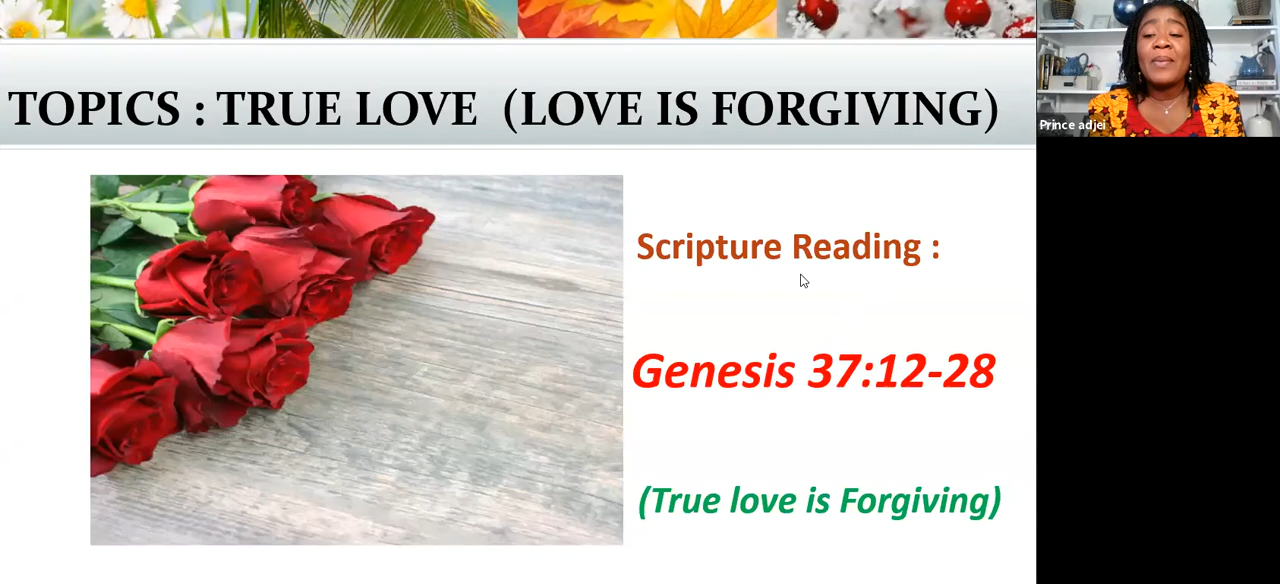 TOPICS : TRUE LOVE (LOVE IS FORGIVING)
Prince adjei
Scripture Reading :
Genesis 37:12-28
(True love is Forgiving)